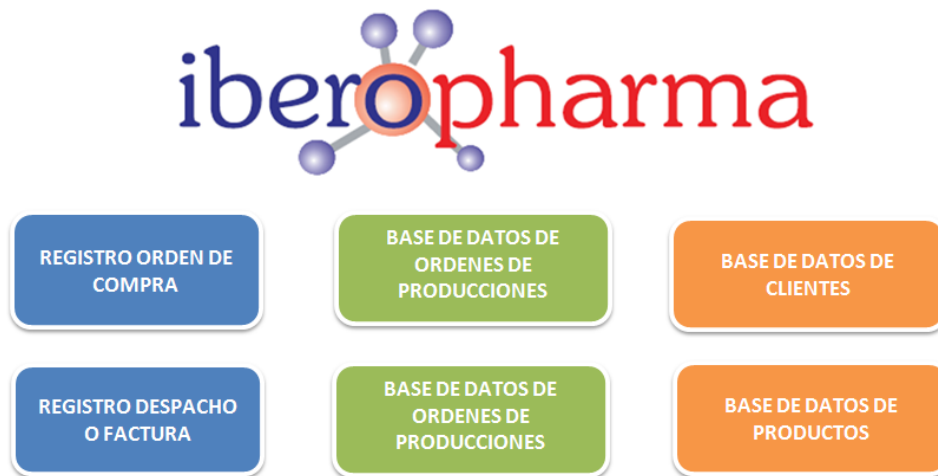 iberopharma
REGISTRO ORDEN DE
COMPRA
BASE DE DATOS DE
ORDENES DE
PRODUCCIONES
BASE DE DATOS DE
CLIENTES
REGISTRO DESPACHO
O FACTURA
BASE DE DATOS DE
ORDENES DE
PRODUCCIONES
BASE DE DATOS DE
PRODUCTOS